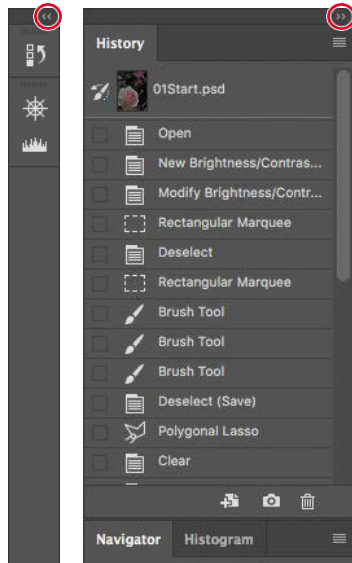 History
01Start.psd
Open
New Brightness/Contras...
Modify Brightness/Contr...
Rectangular Marquee
Deselect
Rectangular Marquee
Brush Tool
Brush Tool
Brush Tool
Deselect (Save)
Polygonal Lasso
Clear
Navigator Histogram